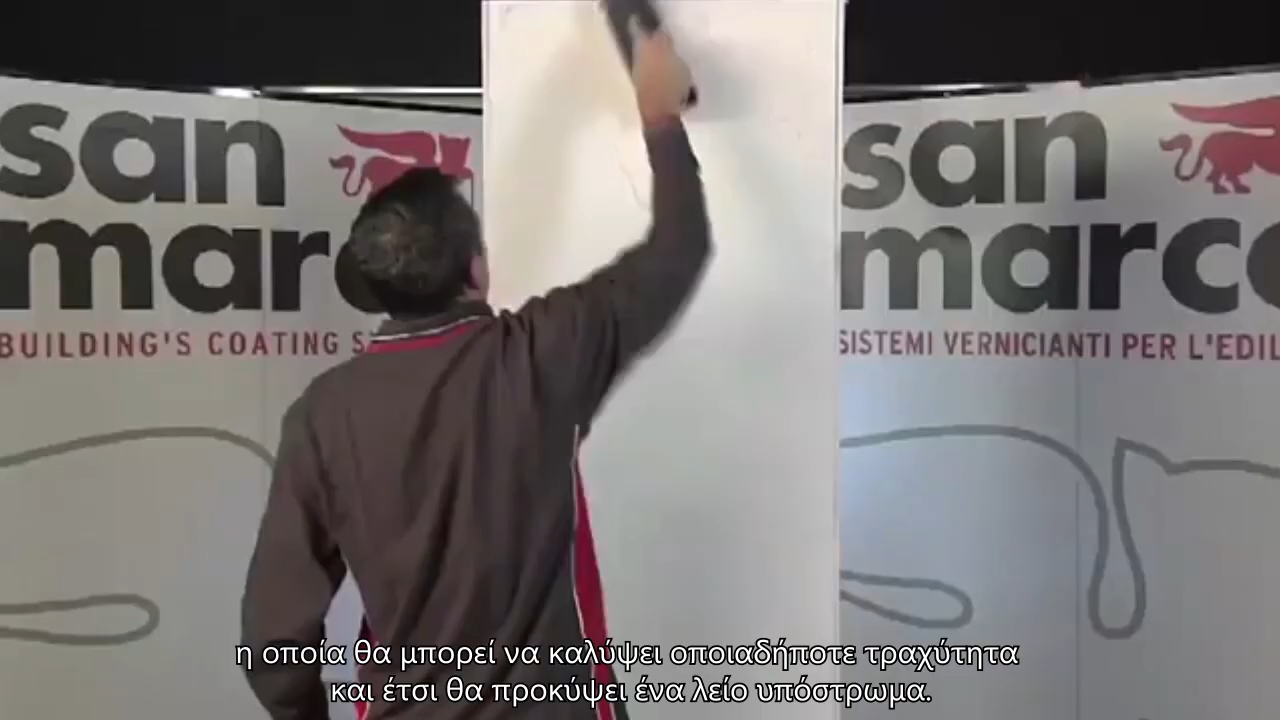 san
marc
BUILDING'S COATING S
san
marco
SISTEMI VERNICIANTI PER L'EDIL
η οποία θα μπορεί να καλύψει οποιαδήποτε τραχύτητα
και έτσι θα προκύψει ένα λείο υπόστρωμα.